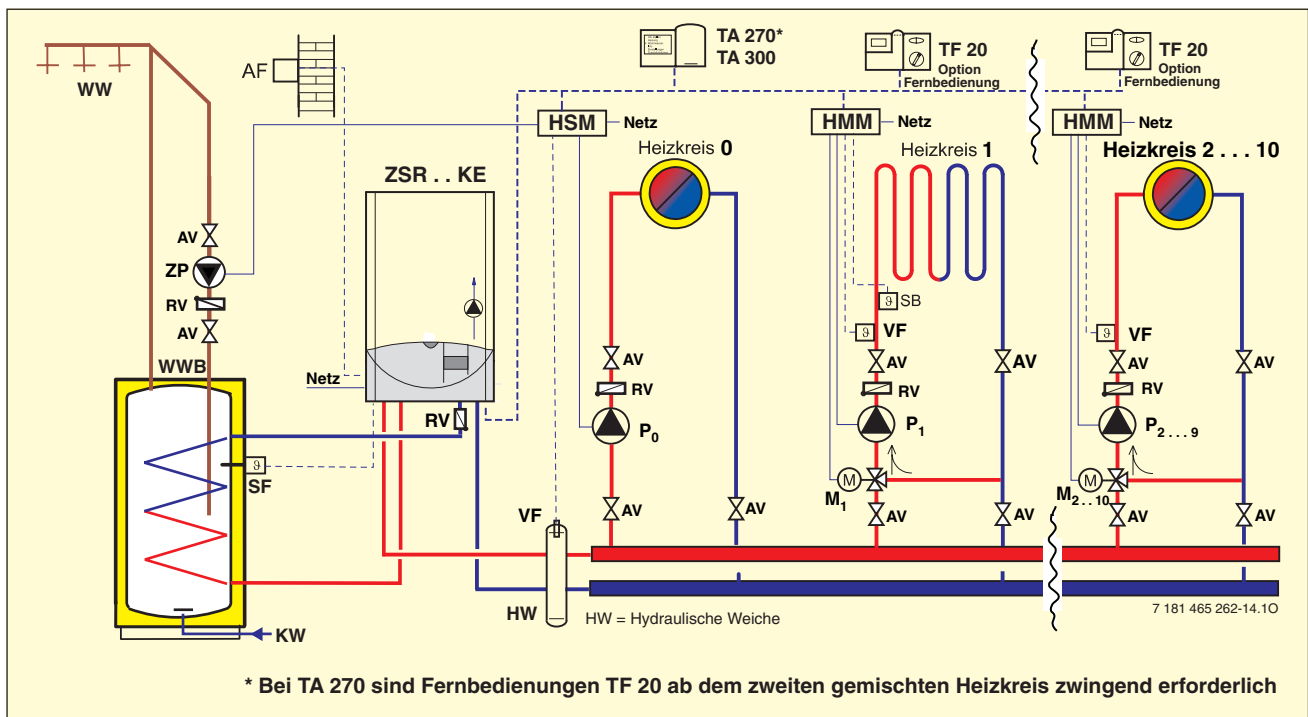 TA 270*
TA 300
TF 20
Option
Fernbedienung
TF 20
Option
Fernbedienung
AF
WW
HSM
Netz
HMM
Netz
HMM
Netz
Heizkreis 0
Heizkreis 1
Heizkreis 2 . . . 10
ZSR . . KE
AV
ZP
RV
AV
WWB
Netz
RV
ϑ
SF
KW
AV
RV
P0
AV
AV
VF
HW
HW = Hydraulische Weiche
ϑ
SB
ϑ
VF
AV
AV
RV
P1
M
M1
AV
AV
ϑ
VF
AV
AV
RV
P2 . . . 9
M
M2 . . 10
AV
AV
7 181 465 262-14.1O
* Bei TA 270 sind Fernbedienungen TF 20 ab dem zweiten gemischten Heizkreis zwingend erforderlich